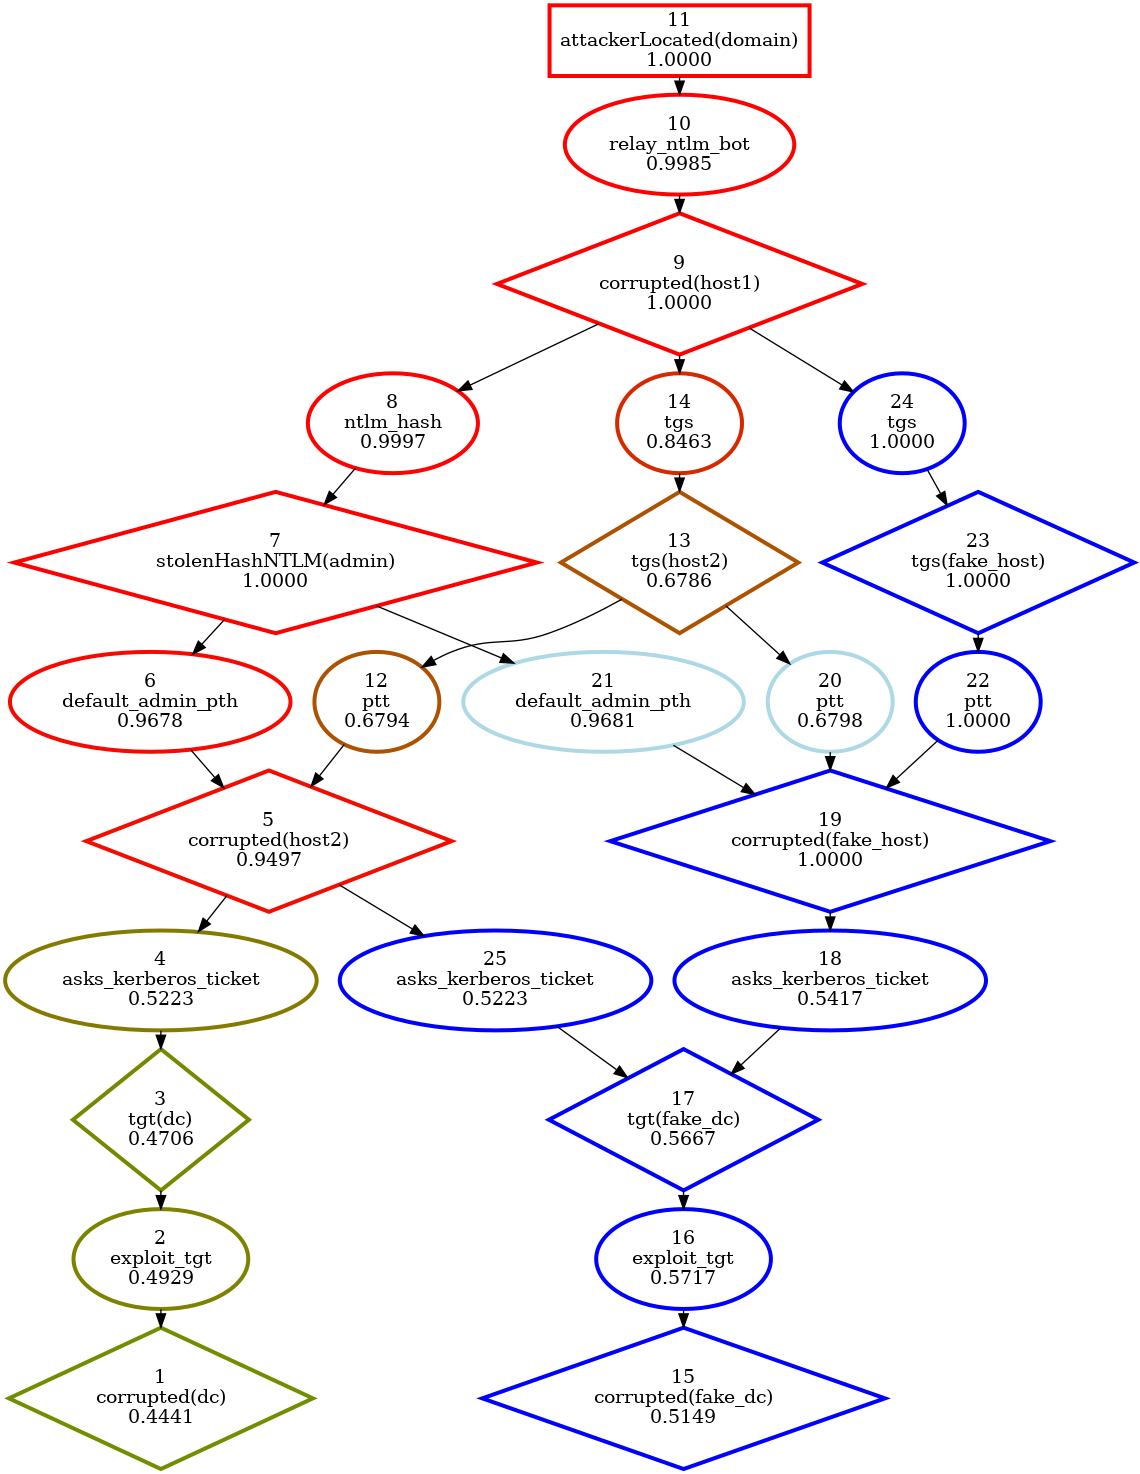 11
attackerLocated(domain)
1.0000
10
relay_ntlm_bot
0.9985
9
corrupted(host1)
1.0000
8
ntlm_hash
0.9997
14
tgs
0.8463
24
tgs
1.0000
7
stolenHashNTLM(admin)
1.0000
13
tgs(host2)
0.6786
23
tgs(fake_host)
1.0000
6
default_admin_pth
0.9678
12
ptt
0.6794
21
default_admin_pth
0.9681
20
ptt
0.6798
22
ptt
1.0000
5
corrupted(host2)
0.9497
19
corrupted(fake_host)
1.0000
4
asks_kerberos_ticket
0.5223
25
asks_kerberos_ticket
0.5223
18
asks_kerberos_ticket
0.5417
3
tgt(dc)
0.4706
17
tgt(fake_dc)
0.5667
2
exploit_tgt
0.4929
16
exploit_tgt
0.5717
1
corrupted(dc)
0.4441
15
corrupted(fake_dc)
0.5149